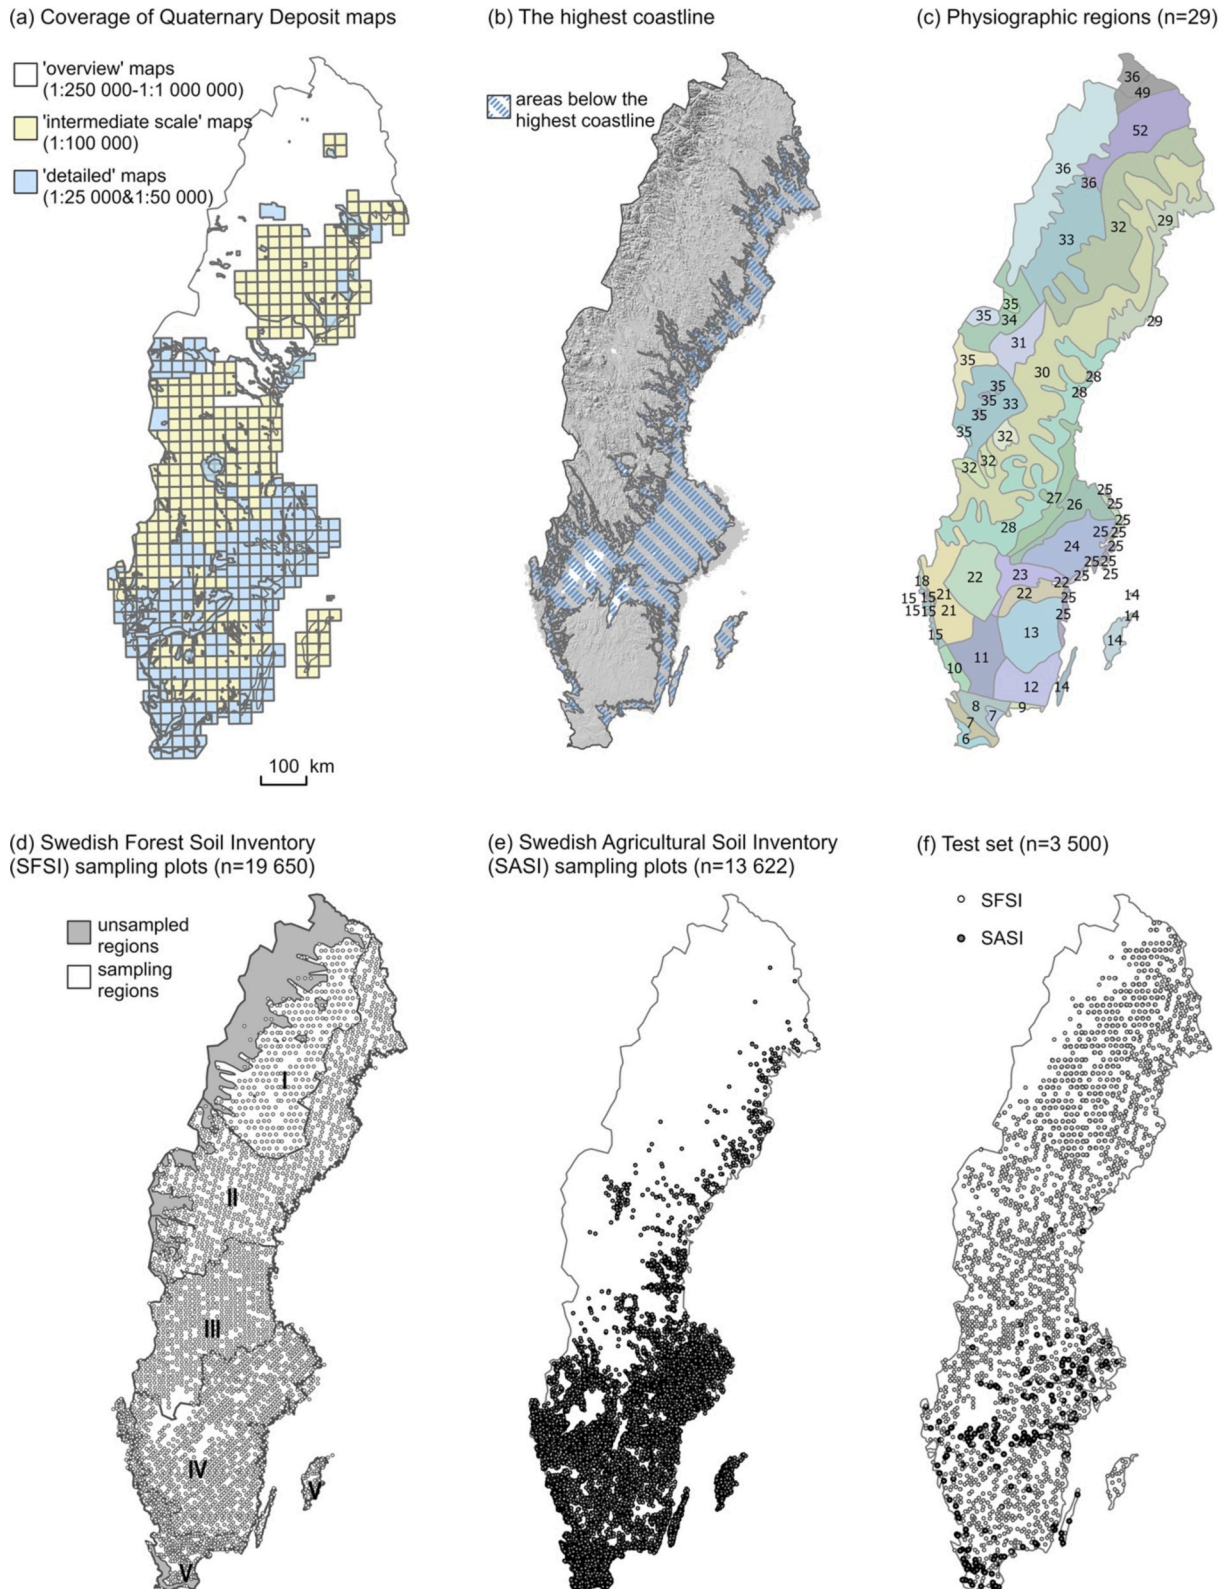 (a) Coverage of Quaternary Deposit maps
'overview' maps
(1:250 000-1:1 000 000)
'intermediate scale' maps
(1:100 000)
'detailed' maps
(1:25 000&1:50 000)
100 km
(b) The highest coastline
areas below the
highest coastline
(c) Physiographic regions (n=29)
36
49
52
36
36
32
29
33
35
35
34
29
31
35
30
28
28
35
35
33
35
35
32
32
32
27
26
25
25
25
28
25
25
24
25
25
25
25
25
23
22
22
22
25
25
18
21
15
15
15
15
21
15
14
14
14
13
11
10
12
14
8
9
7
7
6
(d) Swedish Forest Soil Inventory
(SFSI) sampling plots (n=19 650)
unsampled
regions
sampling
regions
I
II
III
IV
V
V
(e) Swedish Agricultural Soil Inventory
(SASI) sampling plots (n=13 622)
(f) Test set (n=3 500)
SFSI
SASI